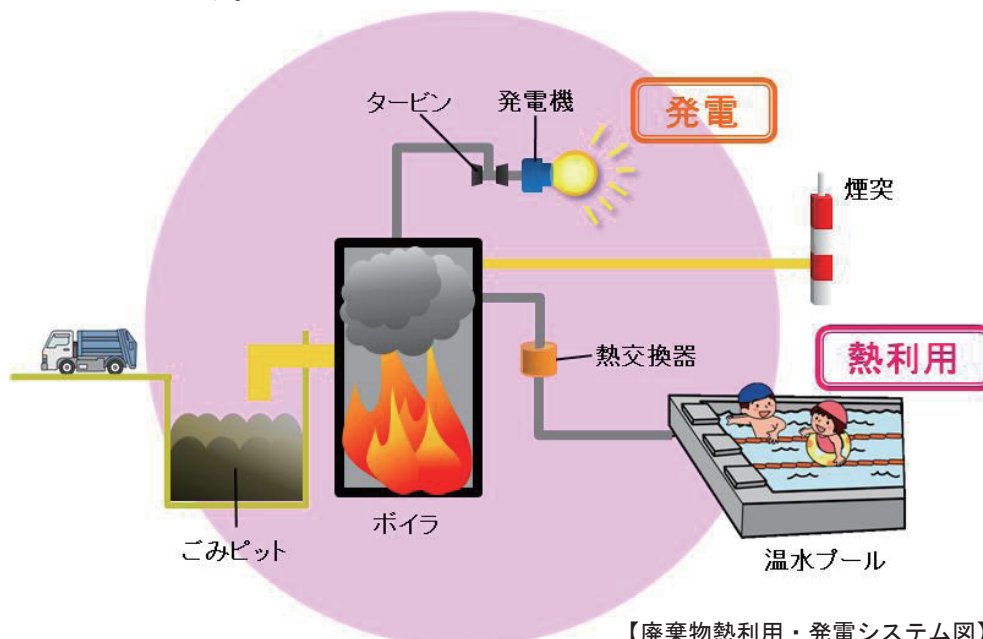 タービン
発電機
発電
煙突
熱利用
熱交換器
ボイラ
ごみピット
温水プール
【廃棄物熱利用・発電システム図】